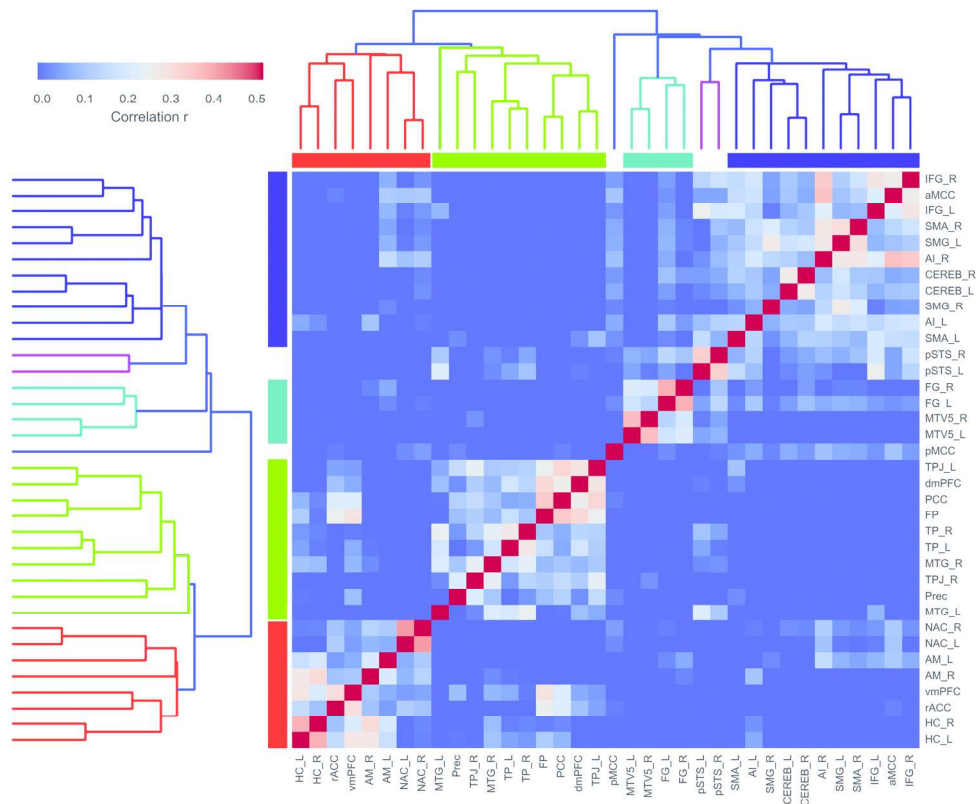 0.0 0.1 0.2 0.3 0.4 0.5
Correlation r
IFG_R
aMCC
IFG_L
SMA_R
SMG_L
AI_R
CEREB_R
CEREB_L
SMG_R
AI_L
SMA_L
pSTS_R
pSTS_L
FG_R
FG_L
MTV5_R
MTV5_L
pMCC
TPJ_L
dmPFC
PCC
FP
TP_R
TP_L
MTG_R
TPJ_R
Prec
MTG_L
NAC_R
NAC_L
AM_L
AM_R
vmPFC
rACC
HC_R
HC_L
HC_L
HC_R
rACC
vmPFC
AM_R
AM_L
NAC_L
NAC_R
MTG_L
Prec
TPJ_R
MTG_R
TP_L
TP_R
FP
PCC
dmPFC
TPJ_L
pMCC
MTV5_L
MTV5_R
FG_L
FG_R
pSTS_L
pSTS_R
SMA_L
AI_L
SMG_R
CEREB_L
CEREB_R
AI_R
SMG_L
SMA_R
IFG_L
aMCC
IFG_R